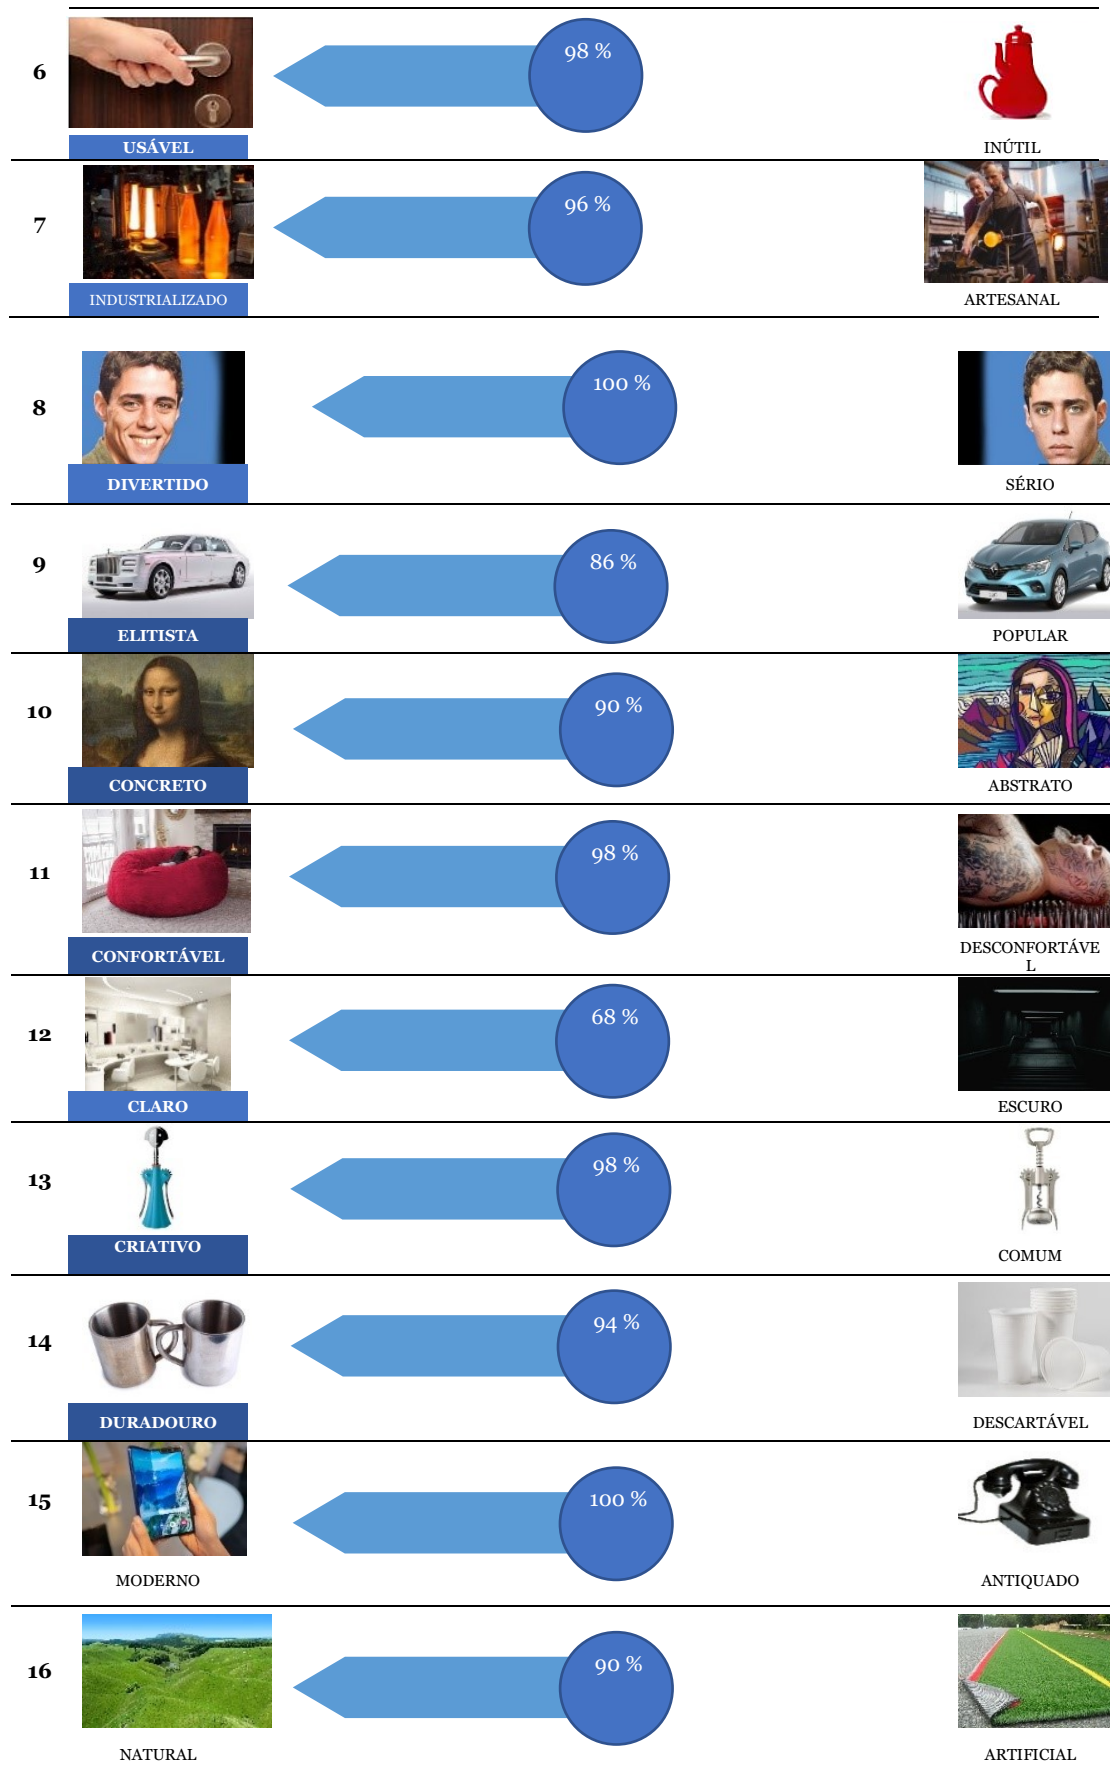 6
98 %
USÁVEL
INÚTIL
7
96 %
INDUSTRIALIZADO
ARTESANAL
8
100 %
DIVERTIDO
SÉRIO
9
86 %
ELITISTA
POPULAR
10
90 %
CONCRETO
ABSTRATO
11
98 %
CONFORTÁVEL
DESCONFORTÁVE
L
12
68 %
CLARO
ESCURO
13
98 %
CRIATIVO
COMUM
14
94 %
DURADOURO
DESCARTÁVEL
15
100 %
MODERNO
ANTIQUADO
16
90 %
NATURAL
ARTIFICIAL